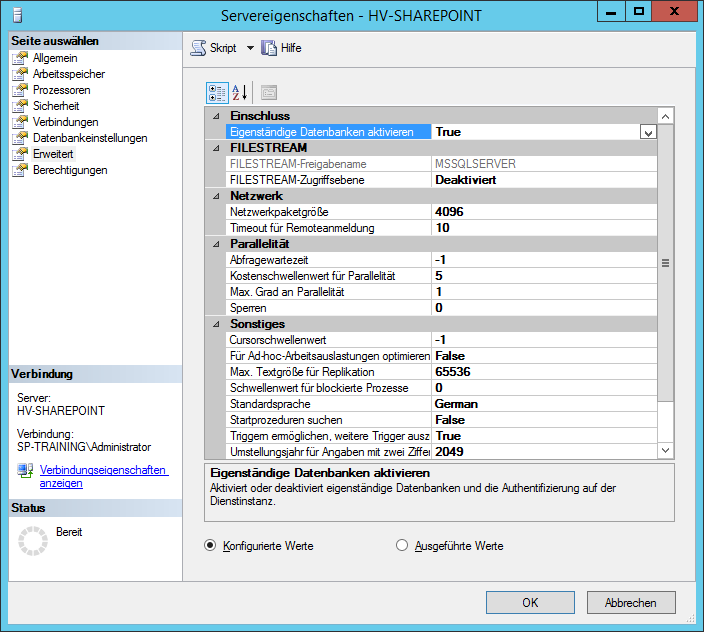 Servereigenschaften - HV-SHAREPOINT
Seite auswählen
Allgemein
Arbeitsspeicher
Prozessoren
Sicherheit
Verbindungen
Datenbankeinstellungen
Erweitert
Berechtigungen
Verbindung
Server:
HV-SHAREPOINT
Verbindung:
SP-TRAINING\Administrator
Verbindungseigenschaften
anzeigen
Status
Bereit
Skript Hilfe
Einschluss
Eigenständige Datenbanken aktivieren True
FILESTREAM
FILESTREAM-Freigabename MSSQLSERVER
FILESTREAM-Zugriffsebene Deaktiviert
Netzwerk
Netzwerkpaketgröße 4096
Timeout für Remoteanmeldung 10
Parallelität
Abfragewartezeit -1
Kostenschwellenwert für Parallelität 5
Max. Grad an Parallelität 1
Sperren 0
Sonstiges
Cursorschwellenwert -1
Für Ad-hoc-Arbeitsauslastungen optimieren False
Max. Textgröße für Replikation 65536
Schwellenwert für blockierte Prozesse 0
Standardsprache German
Startprozeduren suchen False
Triggern ermöglichen, weitere Trigger ausz True
Umstellungsjahr für Angaben mit zwei Ziffer 2049
Eigenständige Datenbanken aktivieren
Aktiviert oder deaktiviert eigenständige Datenbanken und die Authentifizierung auf der
Dienstinstanz.
Konfigurierte Werte Ausgeführte Werte
OK Abbrechen